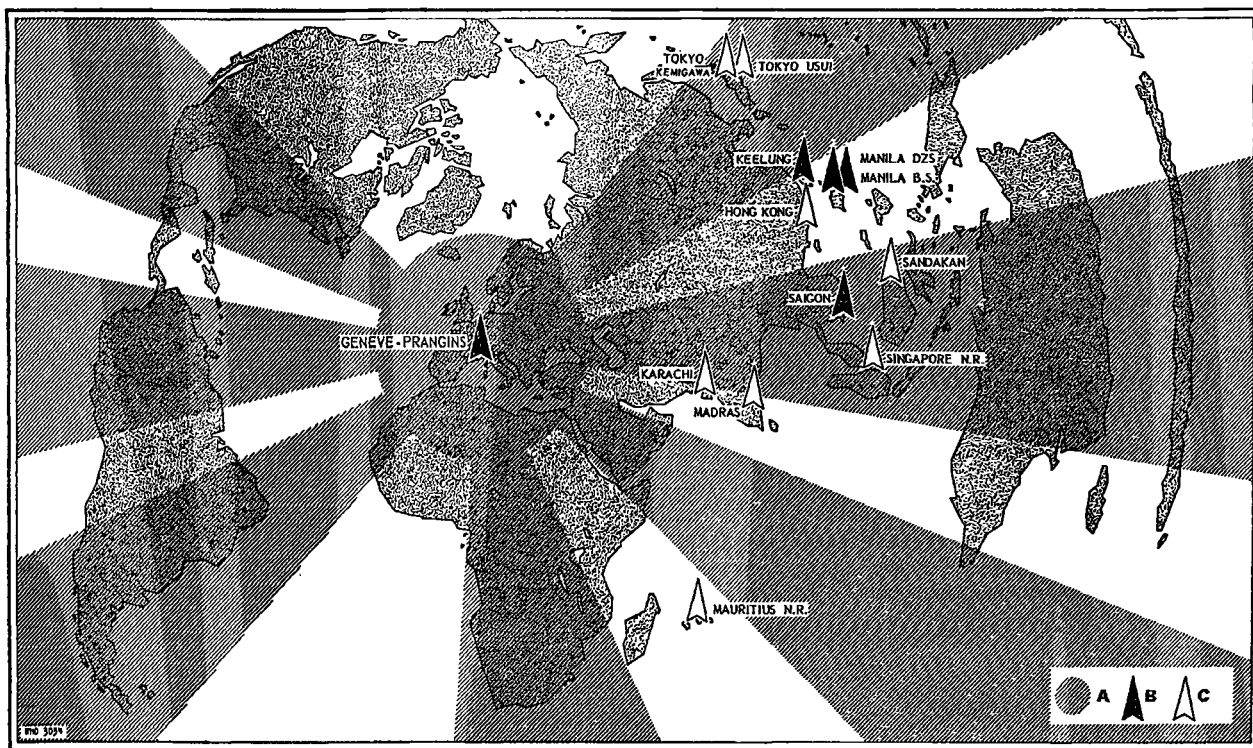 TOKYO
KEMIGAWA
TOKYO USUI
KEELUNG
MANILA DZS
MANILA B.S.
HONG KONG
SANDAKAN
SAIGON
GENEVE-PRANGINS
SINGAPORE N.R.
KARACHI
MADRAS
MAURITIUS N.R.
A B C